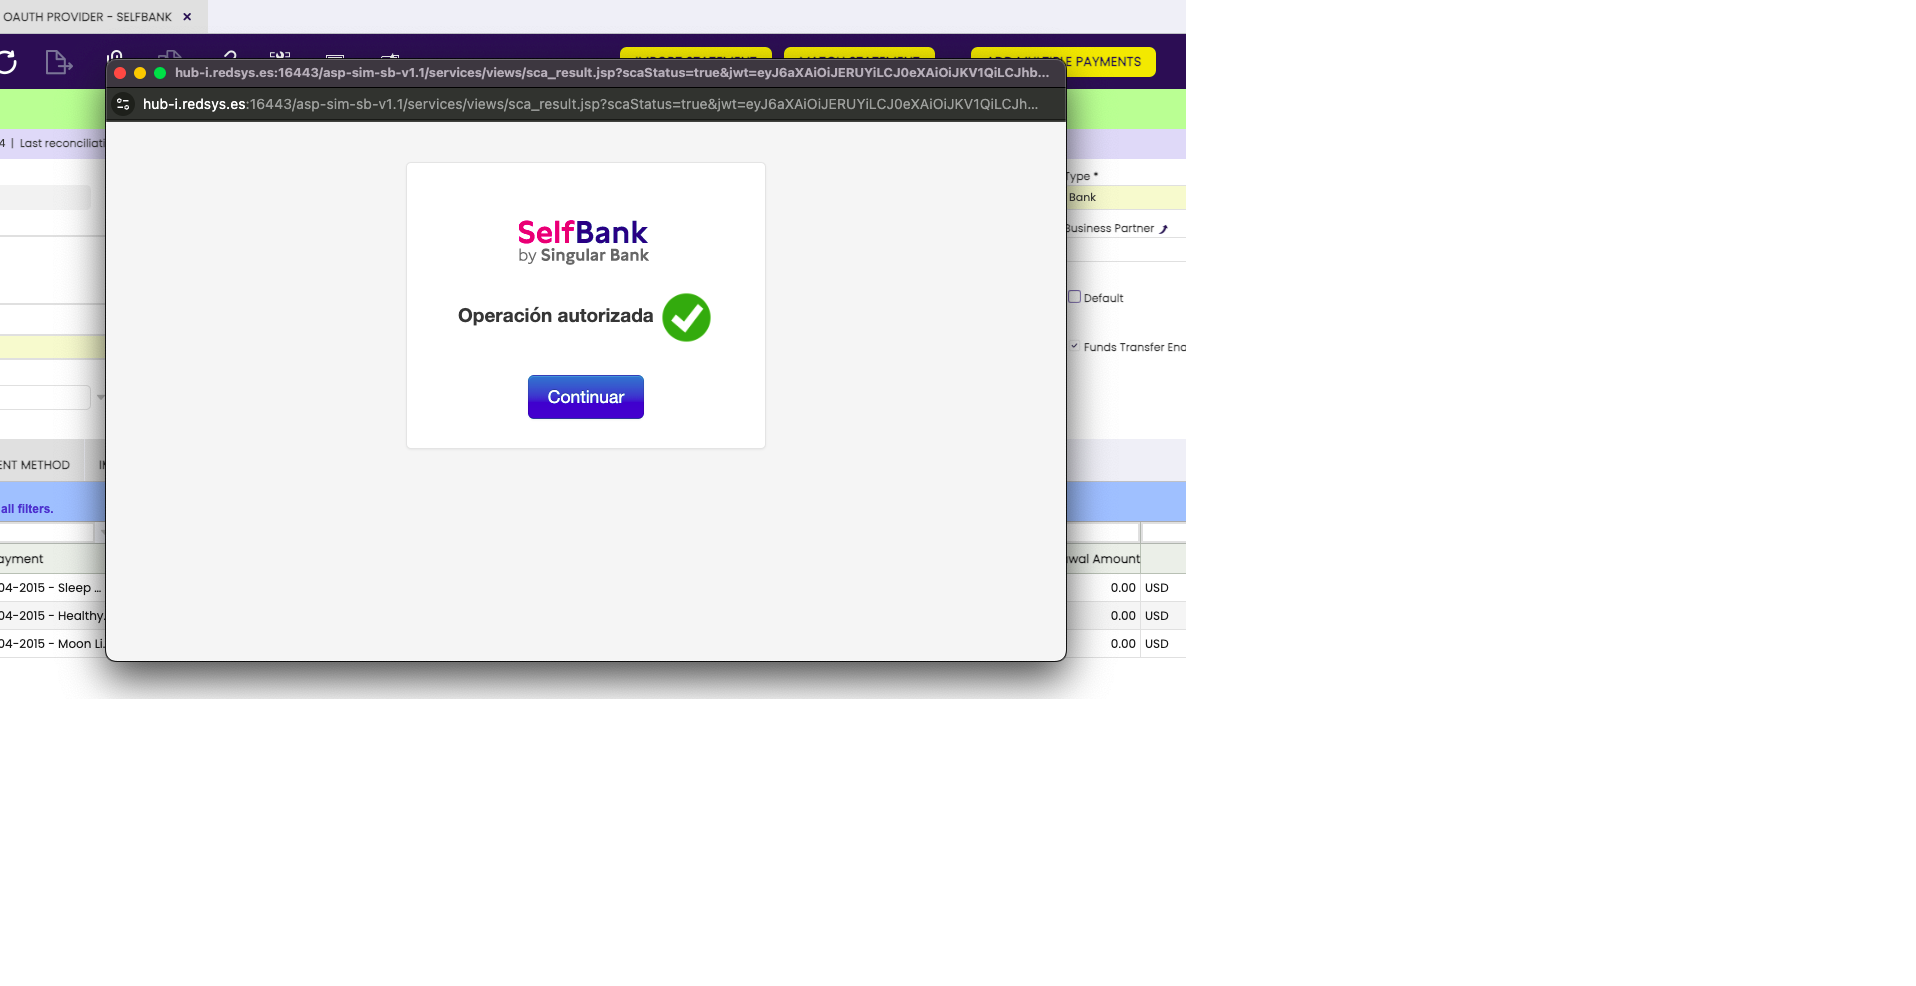 OAUTH PROVIDER - SELFBANK ×
PAYMENTS
hub-i.redsys.es:16443/asp-sim-sb-v1.1/services/views/sca_result.jsp?scaStatus=true&jwt=eyJ6aXAiOiJERUYiLCJ0eXAiOiJKV1QiLCJhb...
hub-i.redsys.es:16443/asp-sim-sb-v1.1/services/views/sca_result.jsp?scaStatus=true&jwt=eyJ6aXAiOiJERUYiLCJ0eXAiOiJKV1QiLCJh...
4 | Last reconciliati
Type *
Bank
Business Partner
SelfBank
by Singular Bank
Default
Operación autorizada
Funds Transfer Ena
Continuar
ENT METHOD
all filters.
ayment
awal Amount
04-2015 - Sleep ...
0.00 USD
04-2015 - Healthy.
0.00 USD
04-2015 - Moon Li.
0.00 USD